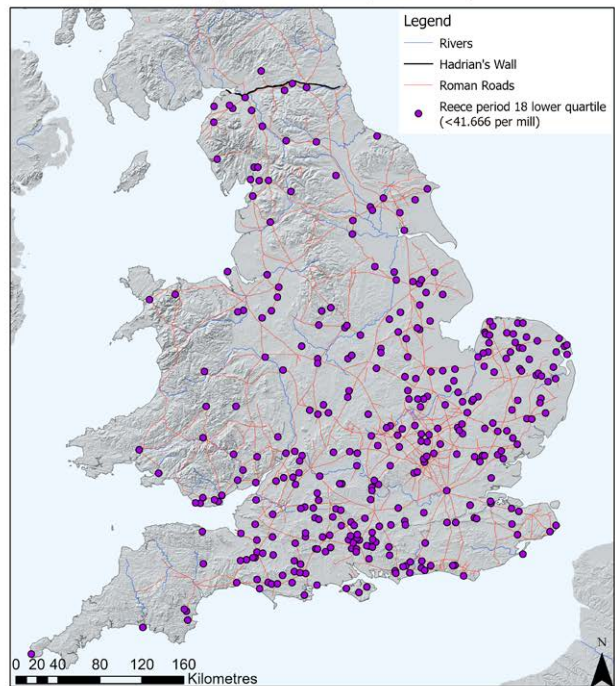 Legend
Rivers
Hadrian's Wall
Roman Roads
Reece period 18 lower quartile
(<41.666 per mill)
N
0 20 40 80 120 160
Kilometres